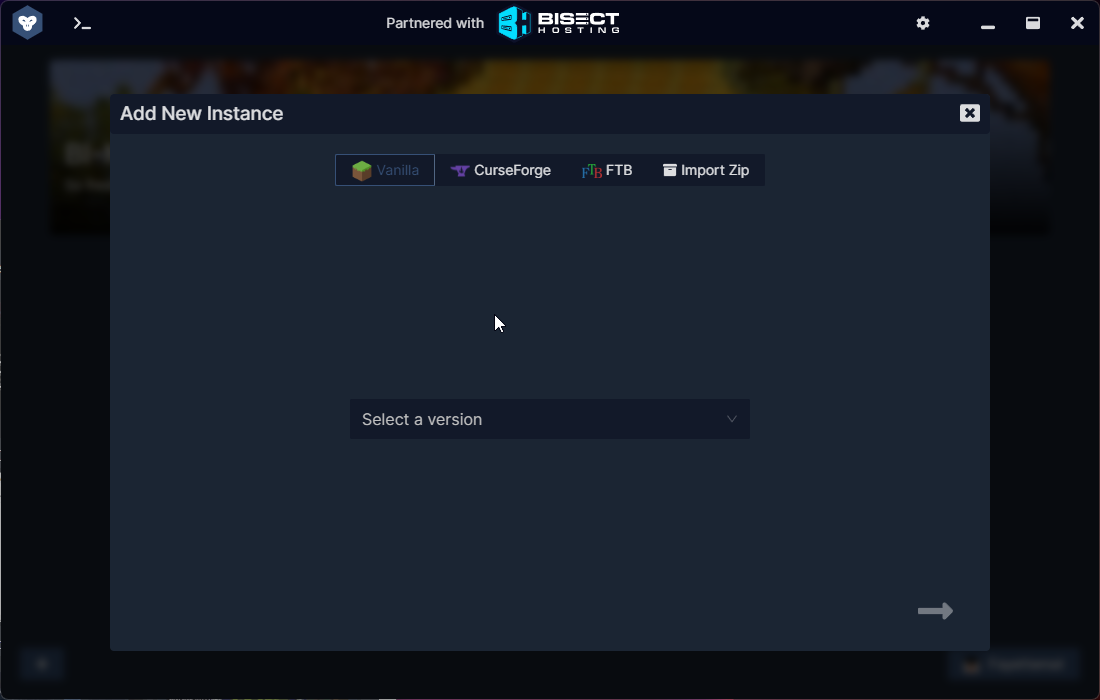 Partnered with BISECT HOSTING
Add New Instance
Vanilla CurseForge FTB Import Zip
Select a version